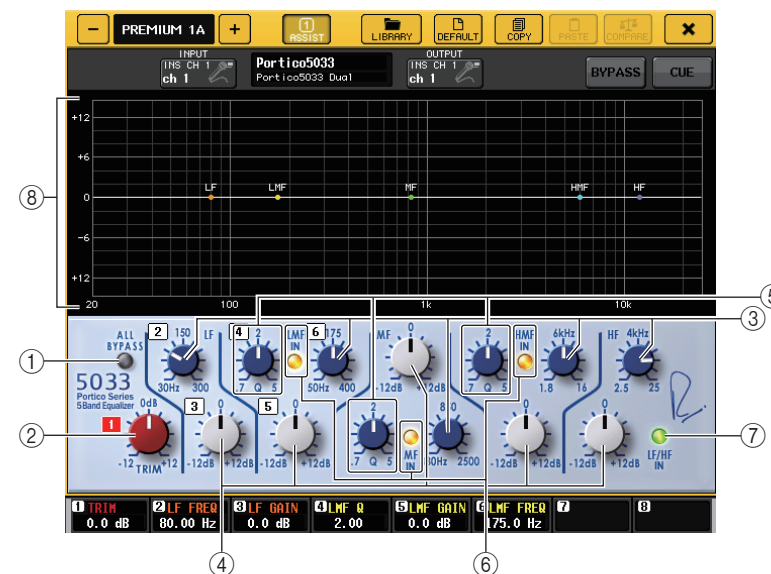 PREMIUM 1A
1
ASSIST
LIBRARY
DEFAULT
COPY
PASTE
COMPARE
INPUT
INS CH 1
ch 1
Portico5033
Portico5033 Dual
OUTPUT
INS CH 1
ch 1
BYPASS
CUE
+12
+6
0
-6
+12
LF
LMF
MF
HMF
HF
20
100
1k
10k
8
5
3
1
2
4
6
7
ALL
BYPASS
5033
Portico Series
5Band Equalizer
1
0dB
-12 TRIM +12
2
150
LF
30Hz 300
3
0
-12dB +12dB
4
2
.7 Q 5
LMF
IN
5
0
-12dB +12dB
6
175
50Hz 400
MF
0
-12dB +12dB
2
.7 Q 5
MF
IN
880
80Hz 2500
2
.7 Q 5
HMF
IN
6kHz
1.8 16
0
-12dB +12dB
HF
4kHz
2.5 25
0
-12dB +12dB
LF/HF
IN
1 TRIM
0.0 dB
2 LF FREQ
80.00 Hz
3 LF GAIN
0.0 dB
4 LMF Q
2.00
5 LMF GAIN
0.0 dB
6 LMF FREQ
175.0 Hz
7
8